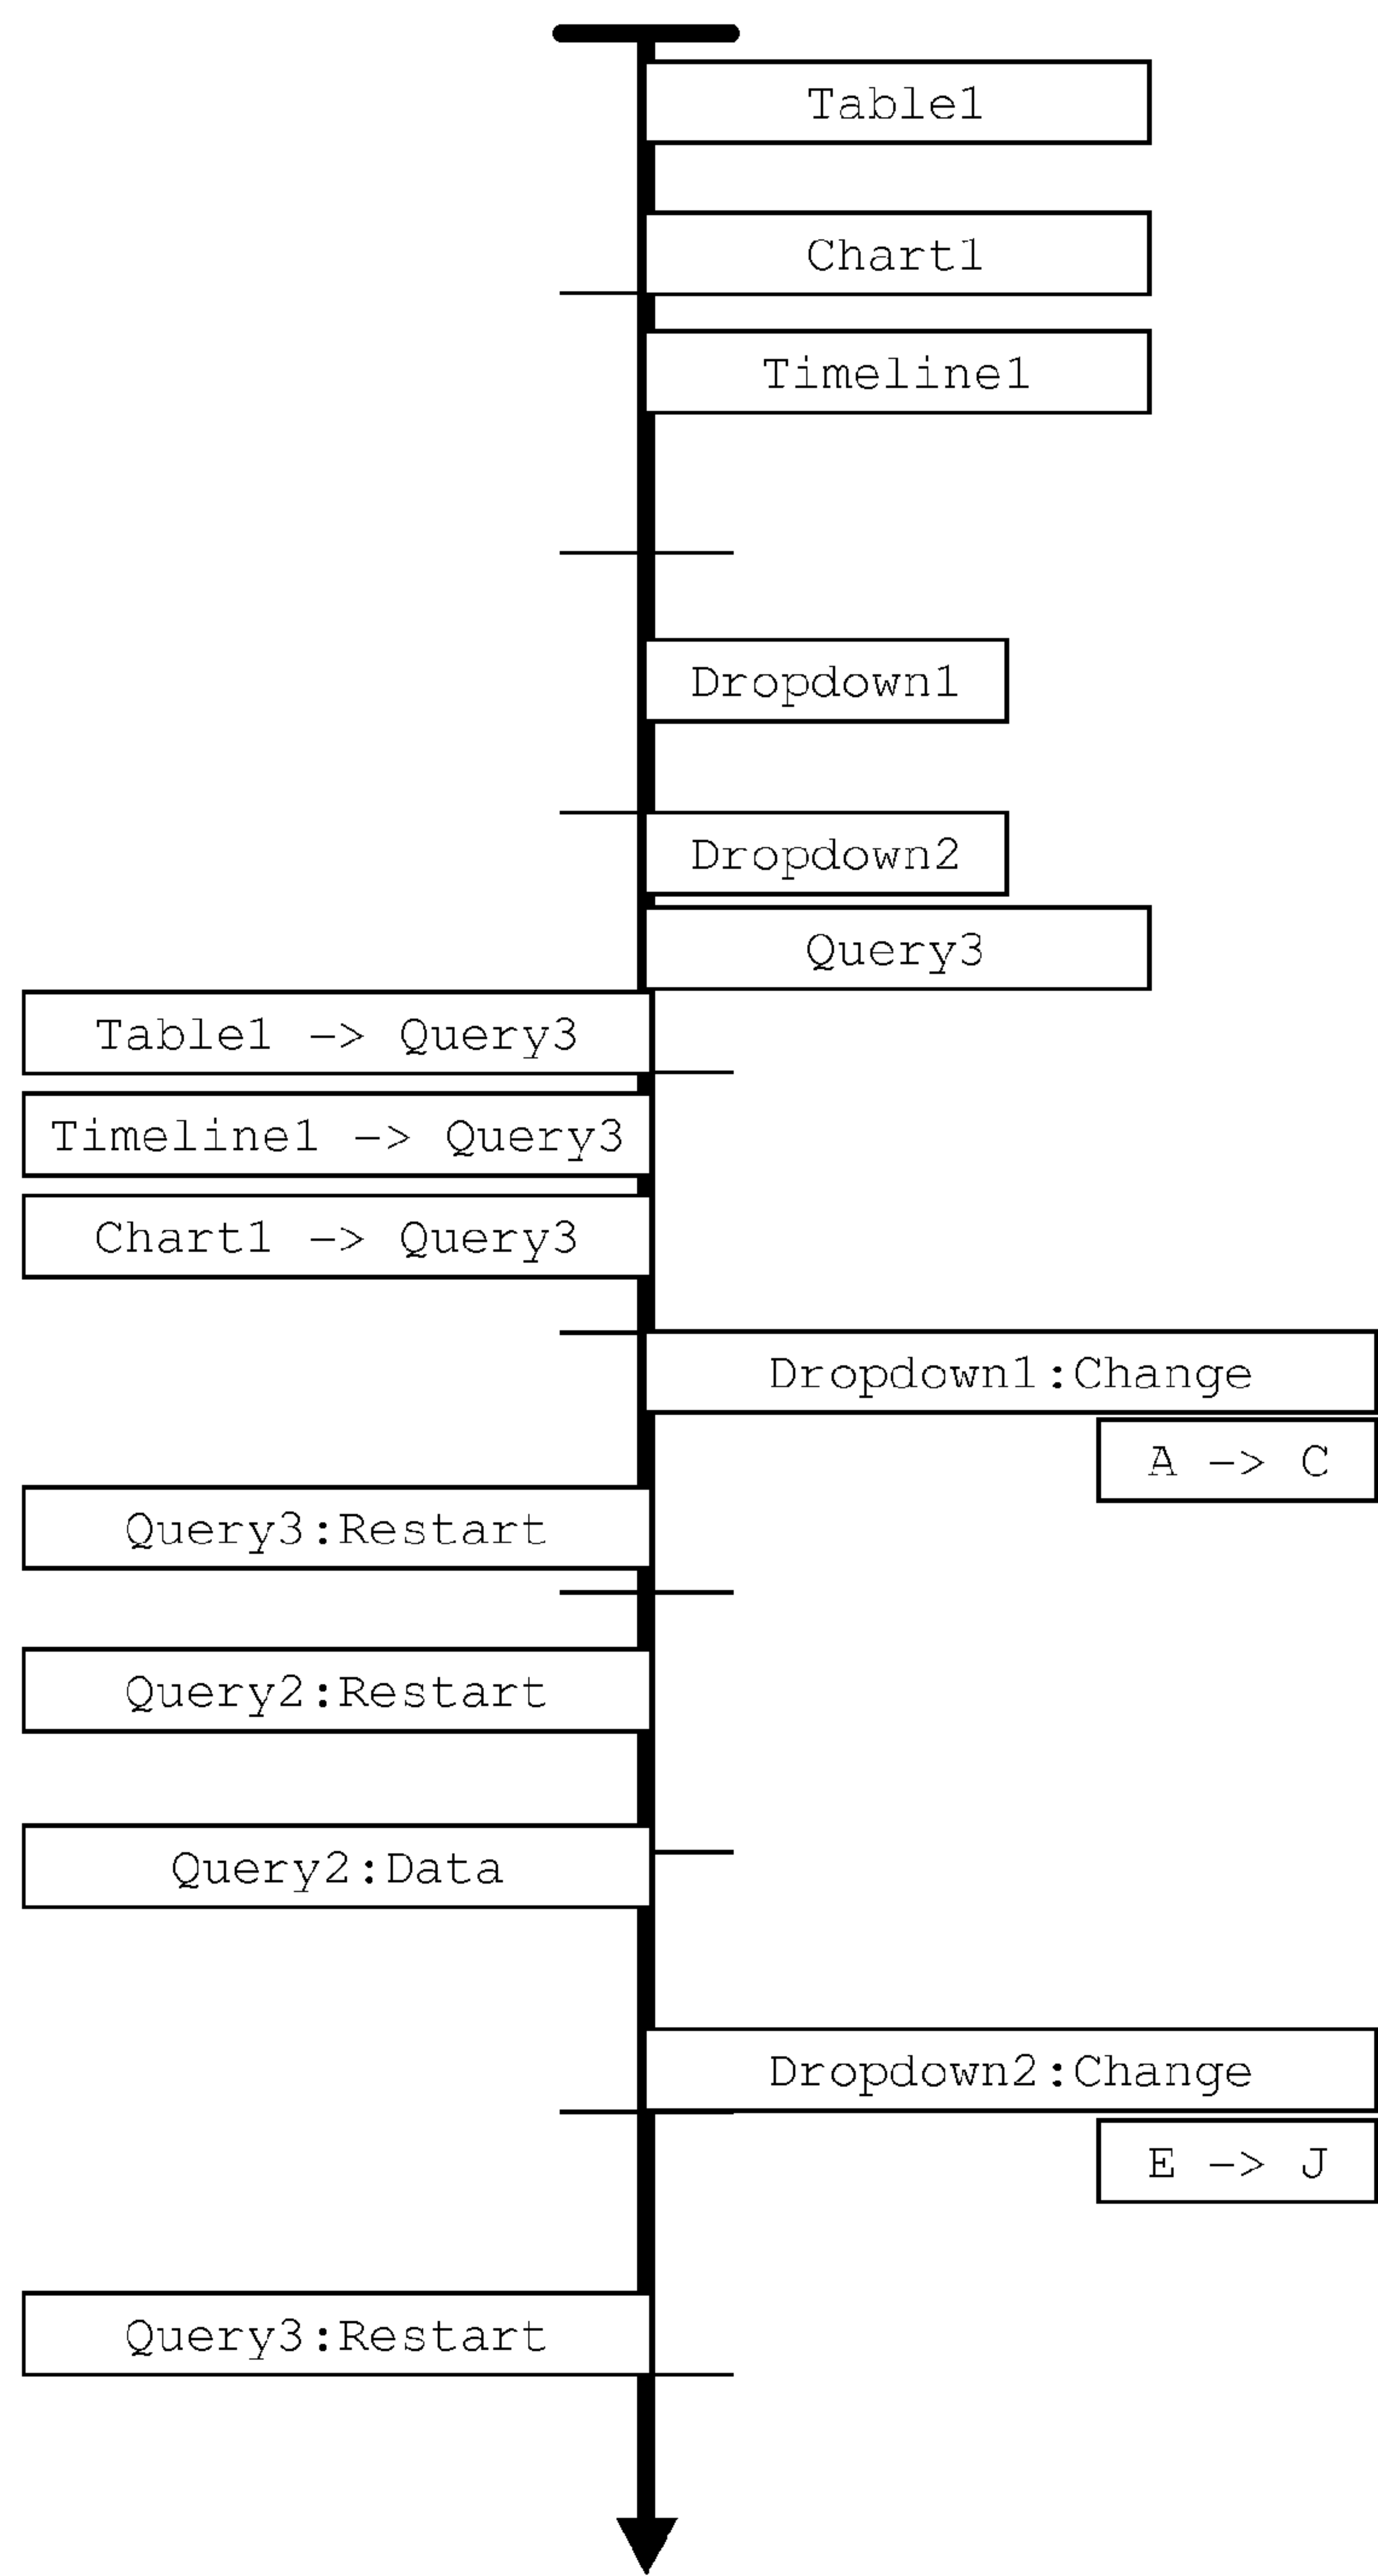 Table1
Chart1
Timeline1
Dropdown1
Dropdown2
Query3
Table1 -> Query3
Timeline1 -> Query3
Chart1 -> Query3
Dropdown1:Change
A -> C
Query3:Restart
Query2:Restart
Query2:Data
Dropdown2:Change
E -> J
Query3:Restart